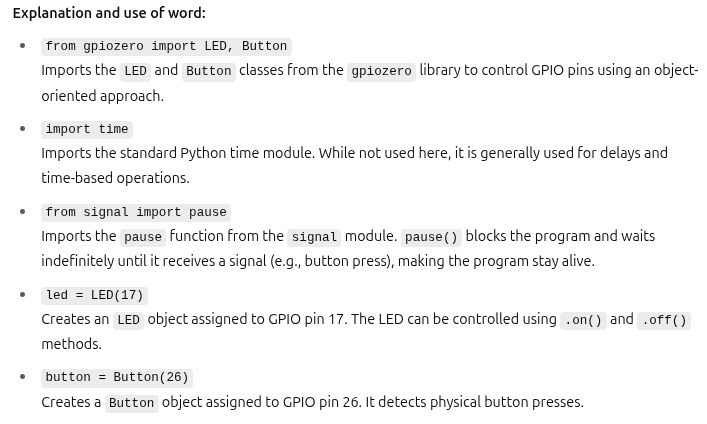 Explanation and use of word:
from gpiozero import LED, Button
Imports the LED and Button classes from the gpiozero library to control GPIO pins using an object-
oriented approach.
import time
Imports the standard Python time module. While not used here, it is generally used for delays and
time-based operations.
from signal import pause
Imports the pause function from the signal module. pause() blocks the program and waits
indefinitely until it receives a signal (e.g., button press), making the program stay alive.
led = LED(17)
Creates an LED object assigned to GPIO pin 17. The LED can be controlled using .on() and .off()
methods.
button = Button(26)
Creates a Button object assigned to GPIO pin 26. It detects physical button presses.